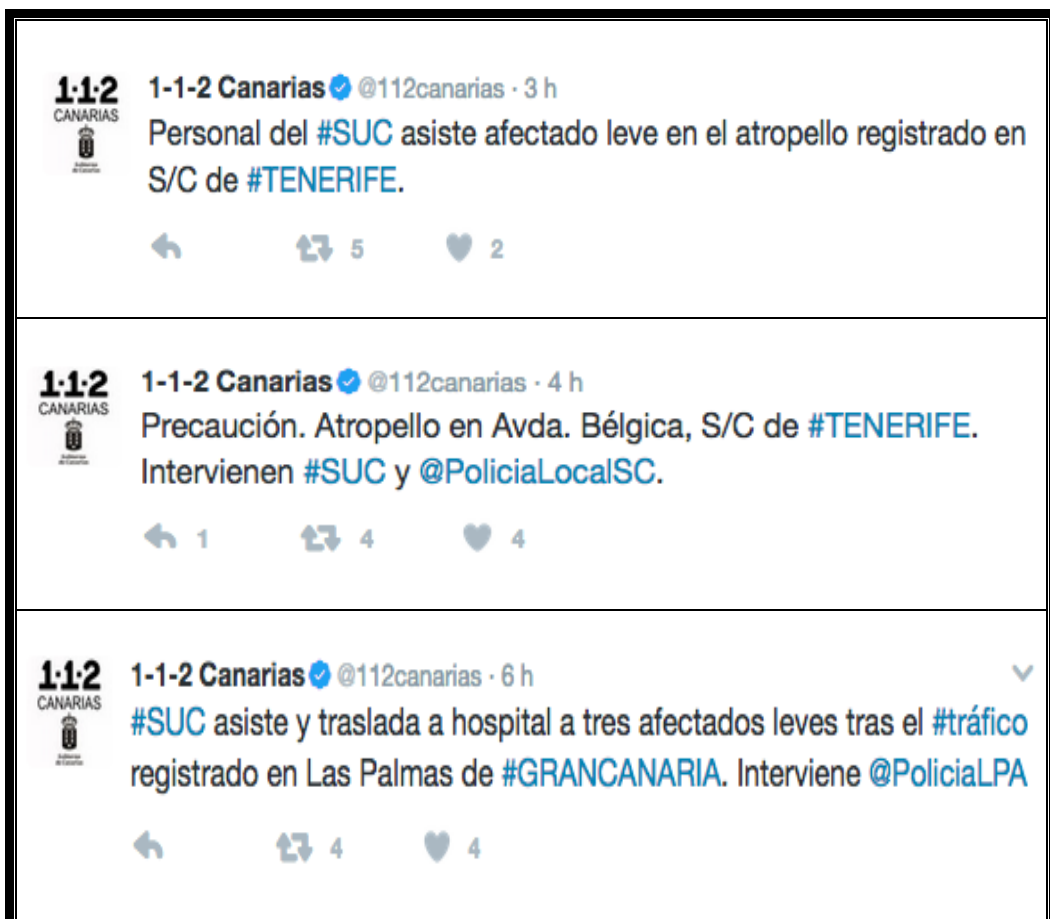 1·1·2
CANARIAS
1-1-2 Canarias @112canarias · 3 h
Personal del #SUC asiste afectado leve en el atropello registrado en
S/C de #TENERIFE.
5 2
1·1·2
CANARIAS
1-1-2 Canarias @112canarias · 4 h
Precaución. Atropello en Avda. Bélgica, S/C de #TENERIFE.
Intervienen #SUC y @PoliciaLocalSC.
1 4 4
1·1·2
CANARIAS
1-1-2 Canarias @112canarias · 6 h
#SUC asiste y traslada a hospital a tres afectados leves tras el #tráfico
registrado en Las Palmas de #GRANCANARIA. Interviene @PoliciaLPA
4 4